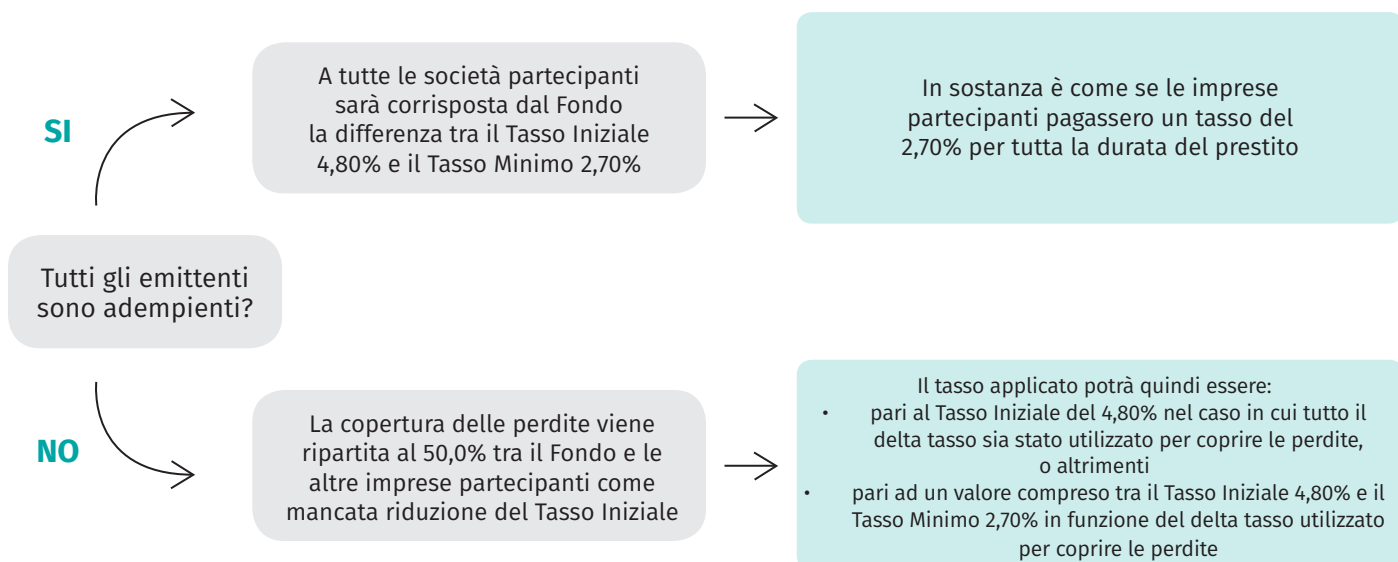 SI
A tutte le società partecipanti
sarà corrisposta dal Fondo
la differenza tra il Tasso Iniziale
4,80% e il Tasso Minimo 2,70%
In sostanza è come se le imprese
partecipanti pagassero un tasso del
2,70% per tutta la durata del prestito
Tutti gli emittenti
sono adempienti?
NO
La copertura delle perdite viene
ripartita al 50,0% tra il Fondo e le
altre imprese partecipanti come
mancata riduzione del Tasso Iniziale
Il tasso applicato potrà quindi essere:
• pari al Tasso Iniziale del 4,80% nel caso in cui tutto il
delta tasso sia stato utilizzato per coprire le perdite,
o altrimenti
• pari ad un valore compreso tra il Tasso Iniziale 4,80% e il
Tasso Minimo 2,70% in funzione del delta tasso utilizzato
per coprire le perdite